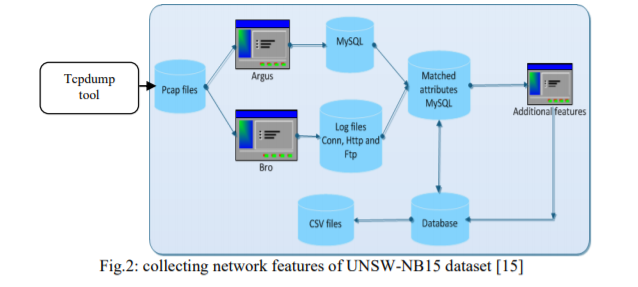 Tcpdump
tool
Pcap files
Argus
MySQL
Bro
Log files
Conn, Http and
Ftp
Matched
attributes
MySQL
Additional features
CSV files
Database
Fig.2: collecting network features of UNSW-NB15 dataset [15]